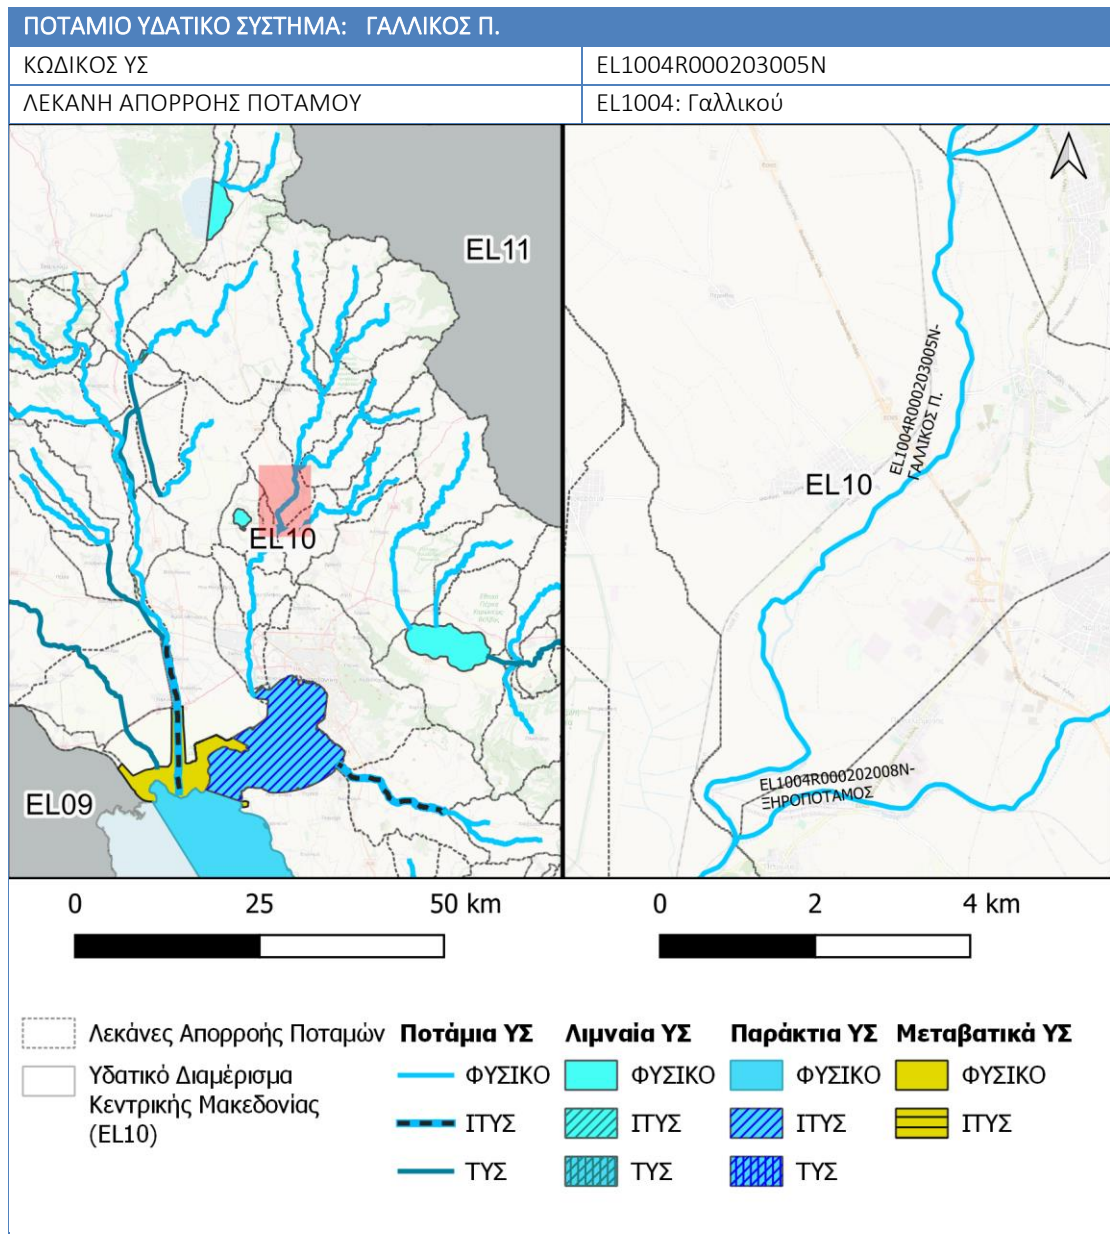 ΠΟΤΑΜΙΟ ΥΔΑΤΙΚΟ ΣΥΣΤΗΜΑ: ΓΑΛΛΙΚΟΣ Π.
ΚΩΔΙΚΟΣ ΥΣ EL1004R000203005N
ΛΕΚΑΝΗ ΑΠΟΡΡΟΗΣ ΠΟΤΑΜΟΥ EL1004: Γαλλικού
EL11
EL10
EL09
EL1004R000203005N-
ΓΑΛΛΙΚΟΣ Π.
EL10
EL1004R000202008N-
ΞΗΡΟΠΟΤΑΜΟΣ
0 25 50 km
0 2 4 km
Λεκάνες Απορροής Ποταμών
Υδατικό Διαμέρισμα
Κεντρικής Μακεδονίας
(EL10)
Ποτάμια ΥΣ
ΦΥΣΙΚΟ
ΙΤΥΣ
ΤΥΣ
Λιμναία ΥΣ
ΦΥΣΙΚΟ
ΙΤΥΣ
ΤΥΣ
Παράκτια ΥΣ
ΦΥΣΙΚΟ
ΙΤΥΣ
ΤΥΣ
Μεταβατικά ΥΣ
ΦΥΣΙΚΟ
ΙΤΥΣ